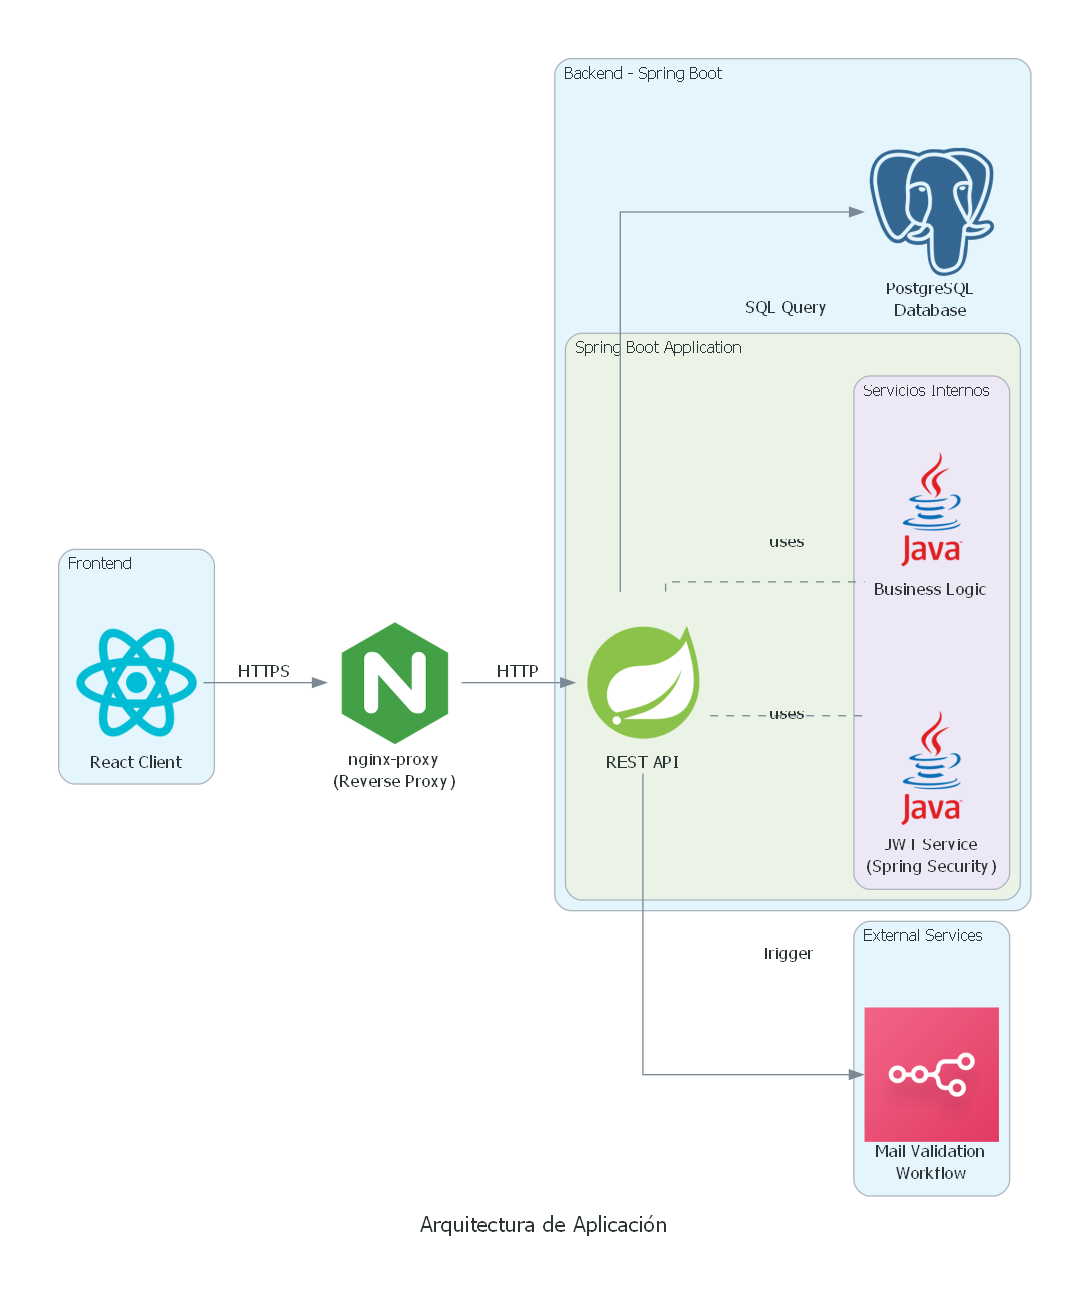 Backend - Spring Boot
PostgreSQL
Database
SQL Query
Spring Boot Application
Servicios Internos
Java
Business Logic
uses
Frontend
React Client
HTTPS
N
nginx-proxy
(Reverse Proxy)
HTTP
REST API
uses
Java
JWT Service
(Spring Security)
External Services
Trigger
Mail Validation
Workflow
Arquitectura de Aplicación